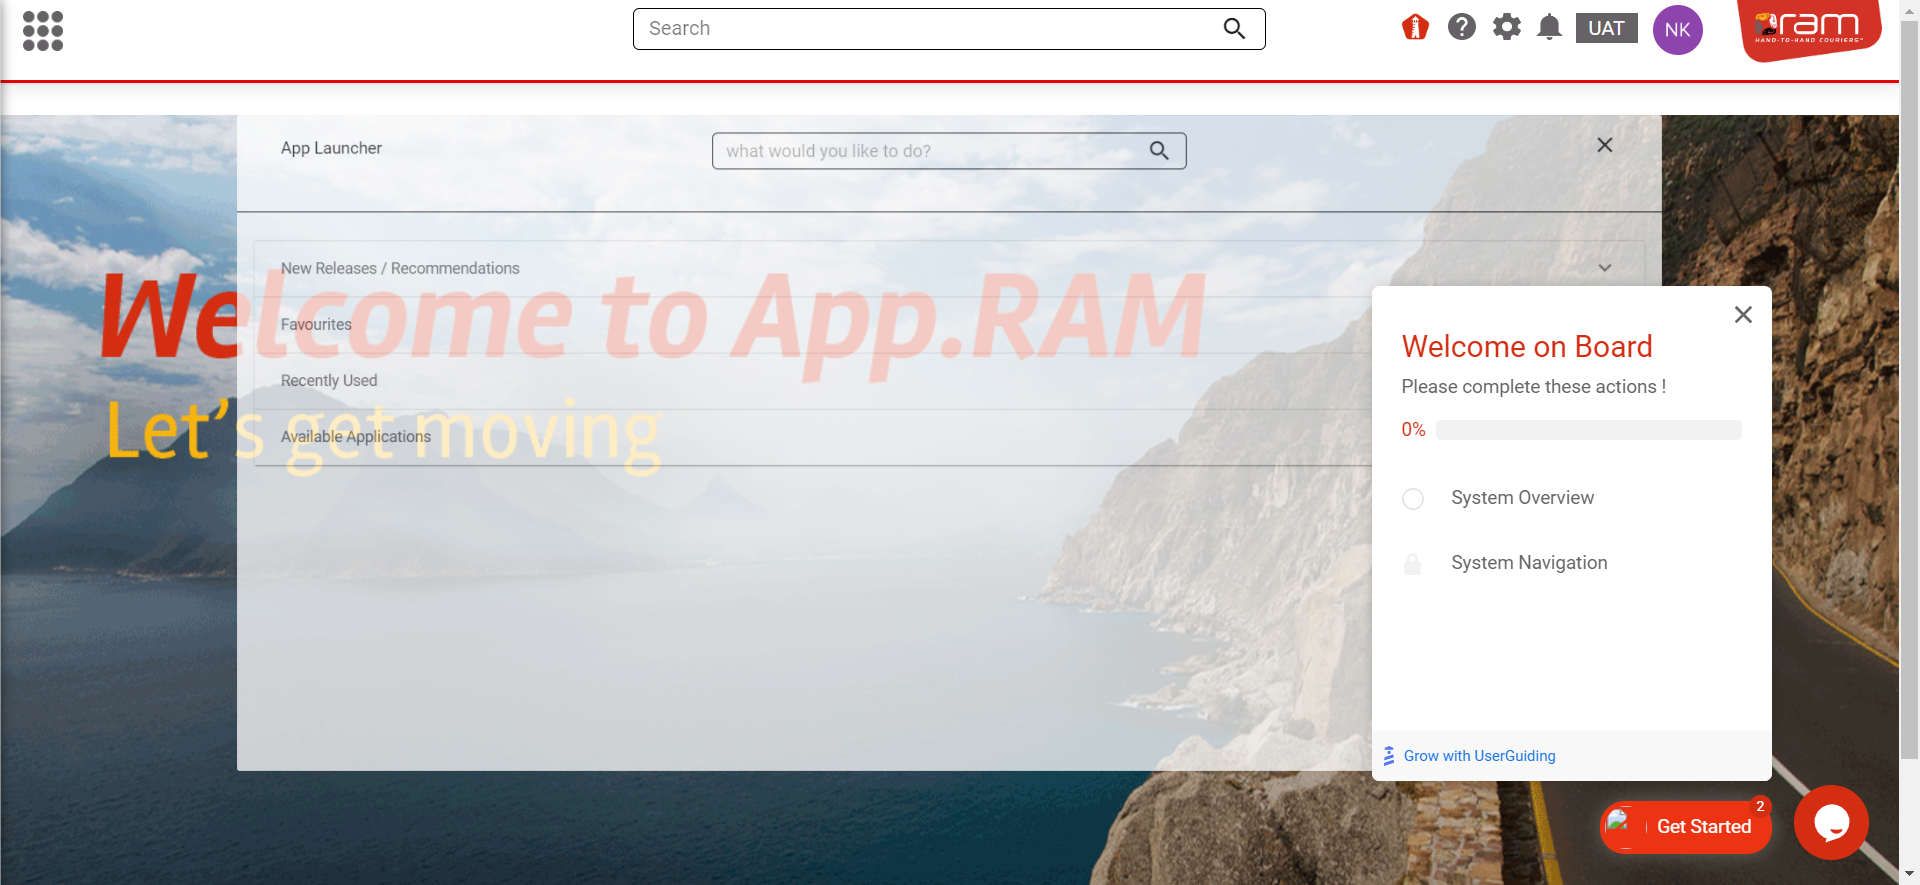 Search
UAT
NK
ram
HAND-TO-HAND COURIERS™
App Launcher
what would you like to do?
New Releases / Recommendations
Welcome to App.RAM
Favourites
Recently Used
Let's get moving
Available Applications
Welcome on Board
Please complete these actions !
0%
System Overview
System Navigation
Grow with UserGuiding
Get Started
2